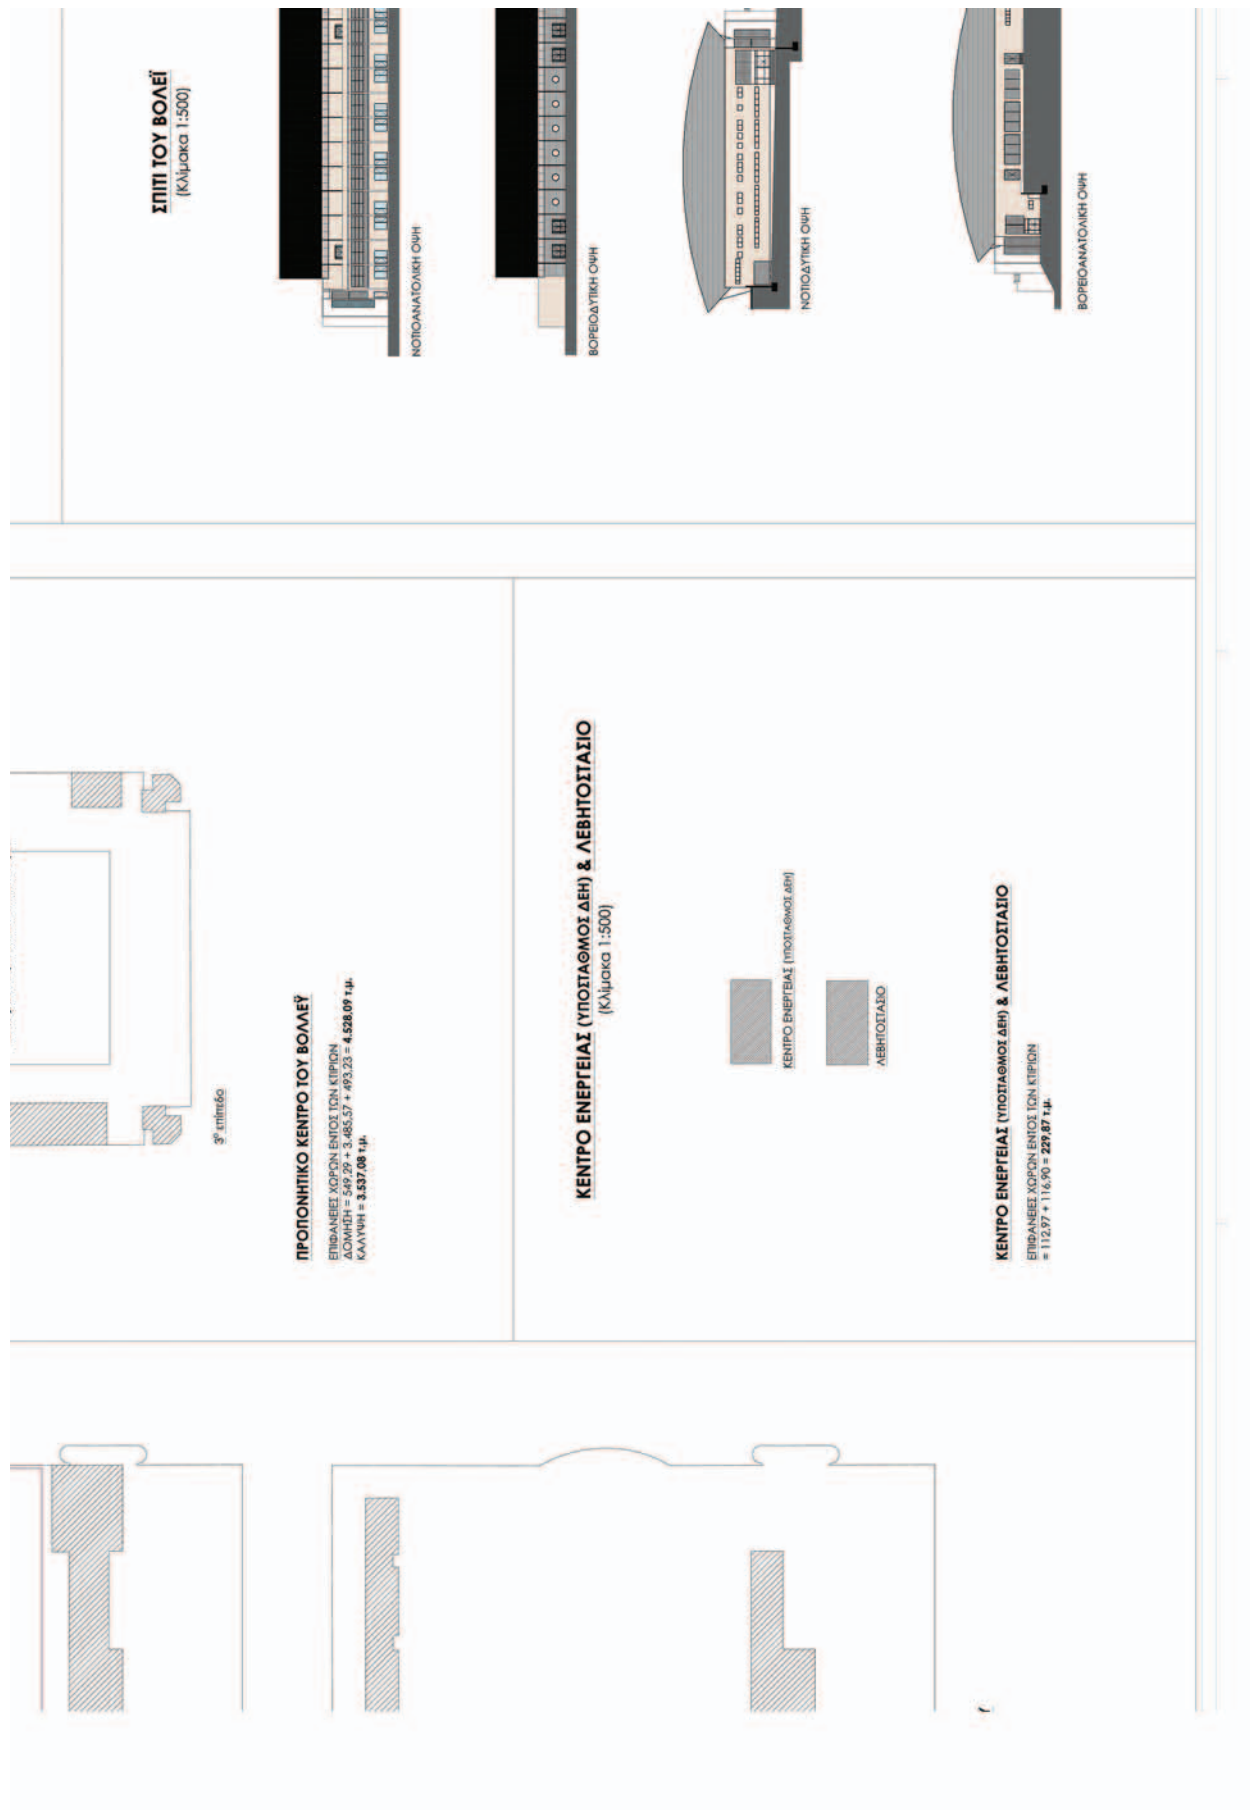 ΣΠΙΤΙ ΤΟΥ ΒΟΛΕΪ
(Κλίμακα 1:500)
ΝΟΤΙΟΑΝΑΤΟΛΙΚΗ ΟΨΗ
ΒΟΡΕΙΟΔΥΤΙΚΗ ΟΨΗ
ΝΟΤΙΟΔΥΤΙΚΗ ΟΨΗ
ΒΟΡΕΙΟΑΝΑΤΟΛΙΚΗ ΟΨΗ
3º επίπεδο
ΠΡΟΠΟΝΗΤΙΚΟ ΚΕΝΤΡΟ ΤΟΥ ΒΟΛΛΕΫ
ΕΠΙΦΑΝΕΙΕΣ ΧΩΡΩΝ ΕΝΤΟΣ ΤΩΝ ΚΤΙΡΙΩΝ
ΔΟΜΗΣΗ = 549,29 + 3.485,57 + 493,23 = 4.528,09 τ.μ.
ΚΑΛΥΨΗ = 3.537,08 τ.μ.
ΚΕΝΤΡΟ ΕΝΕΡΓΕΙΑΣ (ΥΠΟΣΤΑΘΜΟΣ ΔΕΗ) & ΛΕΒΗΤΟΣΤΑΣΙΟ
(Κλίμακα 1:500)
ΚΕΝΤΡΟ ΕΝΕΡΓΕΙΑΣ (ΥΠΟΣΤΑΘΜΟΣ ΔΕΗ)
ΛΕΒΗΤΟΣΤΑΣΙΟ
ΚΕΝΤΡΟ ΕΝΕΡΓΕΙΑΣ (ΥΠΟΣΤΑΘΜΟΣ ΔΕΗ) & ΛΕΒΗΤΟΣΤΑΣΙΟ
ΕΠΙΦΑΝΕΙΕΣ ΧΩΡΩΝ ΕΝΤΟΣ ΤΩΝ ΚΤΙΡΙΩΝ
= 112,97 + 116,90 = 229,87 τ.μ.